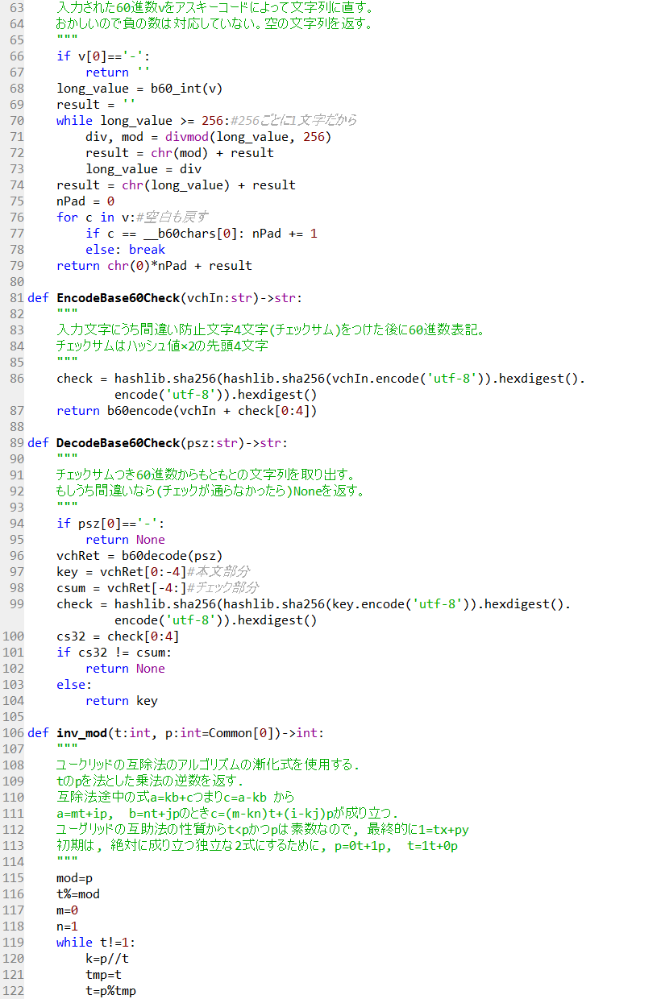 63 入力された60進数vをアスキーコードによって文字列に直す。
64 おかしいので負の数は対応していない。空の文字列を返す。
65 """
66 if v[0]=='-':
67 return ''
68 long_value = b60_int(v)
69 result = ''
70 while long_value >= 256:#256ごとに1文字だから
71 div, mod = divmod(long_value, 256)
72 result = chr(mod) + result
73 long_value = div
74 result = chr(long_value) + result
75 nPad = 0
76 for c in v:#空白も戻す
77 if c == __b60chars[0]: nPad += 1
78 else: break
79 return chr(0)*nPad + result
80
81 def EncodeBase60Check(vchIn:str)->str:
82 """
83 入力文字にうち間違い防止文字4文字(チェックサム)をつけた後に60進数表記。
84 チェックサムはハッシュ値×2の先頭4文字
85 """
86 check = hashlib.sha256(hashlib.sha256(vchIn.encode('utf-8')).hexdigest().
encode('utf-8')).hexdigest()
87 return b60encode(vchIn + check[0:4])
88
89 def DecodeBase60Check(psz:str)->str:
90 """
91 チェックサムつき60進数からもともとの文字列を取り出す。
92 もしうち間違いなら(チェックが通らなかったら)Noneを返す。
93 """
94 if psz[0]=='-':
95 return None
96 vchRet = b60decode(psz)
97 key = vchRet[0:-4]#本文部分
98 csum = vchRet[-4:]#チェック部分
99 check = hashlib.sha256(hashlib.sha256(key.encode('utf-8')).hexdigest().
encode('utf-8')).hexdigest()
100 cs32 = check[0:4]
101 if cs32 != csum:
102 return None
103 else:
104 return key
105
106 def inv_mod(t:int, p:int=Common[0])->int:
107 """
108 ユークリッドの互除法のアルゴリズムの漸化式を使用する.
109 tのpを法とした乗法の逆数を返す.
110 互除法途中の式a=kb+cつまりc=a-kb から
111 a=mt+ip, b=nt+jpのときc=(m-kn)t+(i-kj)pが成り立つ.
112 ユーグリッドの互助法の性質からt<pかつpは素数なので, 最終的に1=tx+py
113 初期は, 絶対に成り立つ独立な2式にするために, p=0t+1p, t=1t+0p
114 """
115 mod=p
116 t%=mod
117 m=0
118 n=1
119 while t!=1:
120 k=p//t
121 tmp=t
122 t=p%tmp